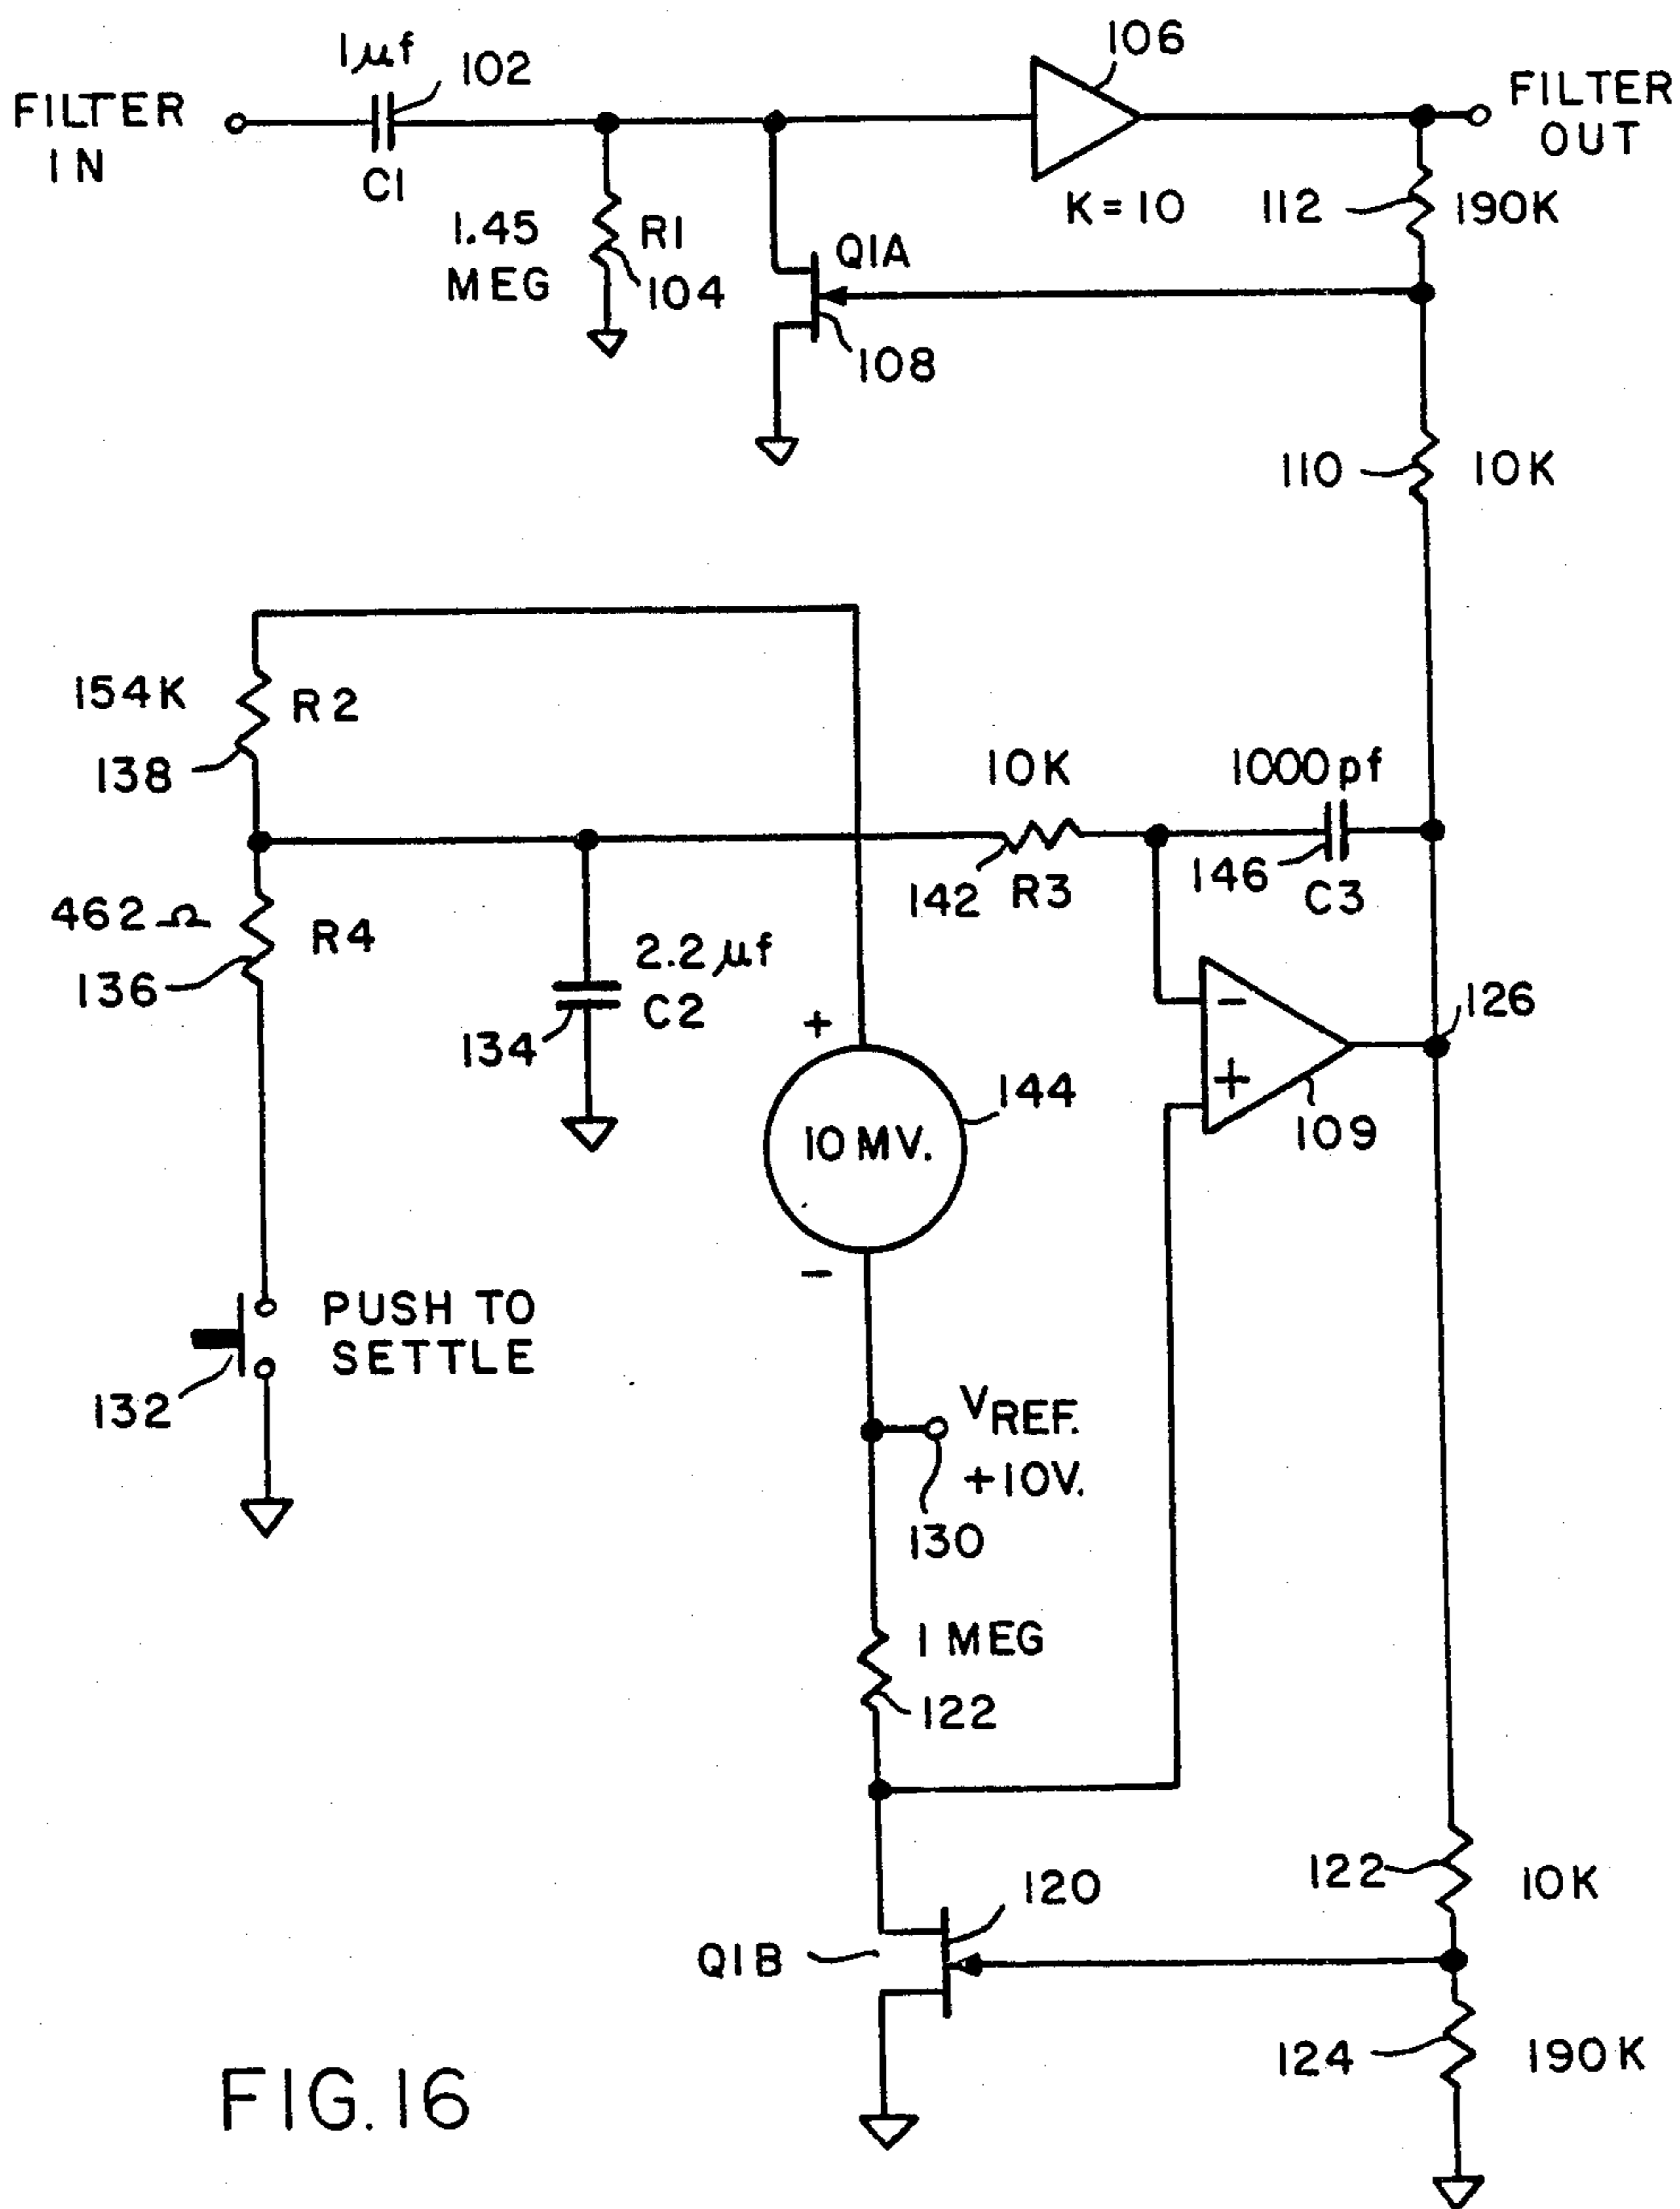 1μf
102
106
FILTER
IN
FILTER
OUT
C1
K=10
112
190K
1.45
MEG
R1
104
Q1A
108
110
10K
154K
R2
138
10K
1000pf
142
R3
146
C3
462Ω
R4
136
2.2μf
C2
134
+
144
10 MV.
−
−
+
126
109
PUSH TO
SETTLE
132
VREF.
+10V.
130
1 MEG
122
120
122
10K
Q1B
124
190K
FIG. 16